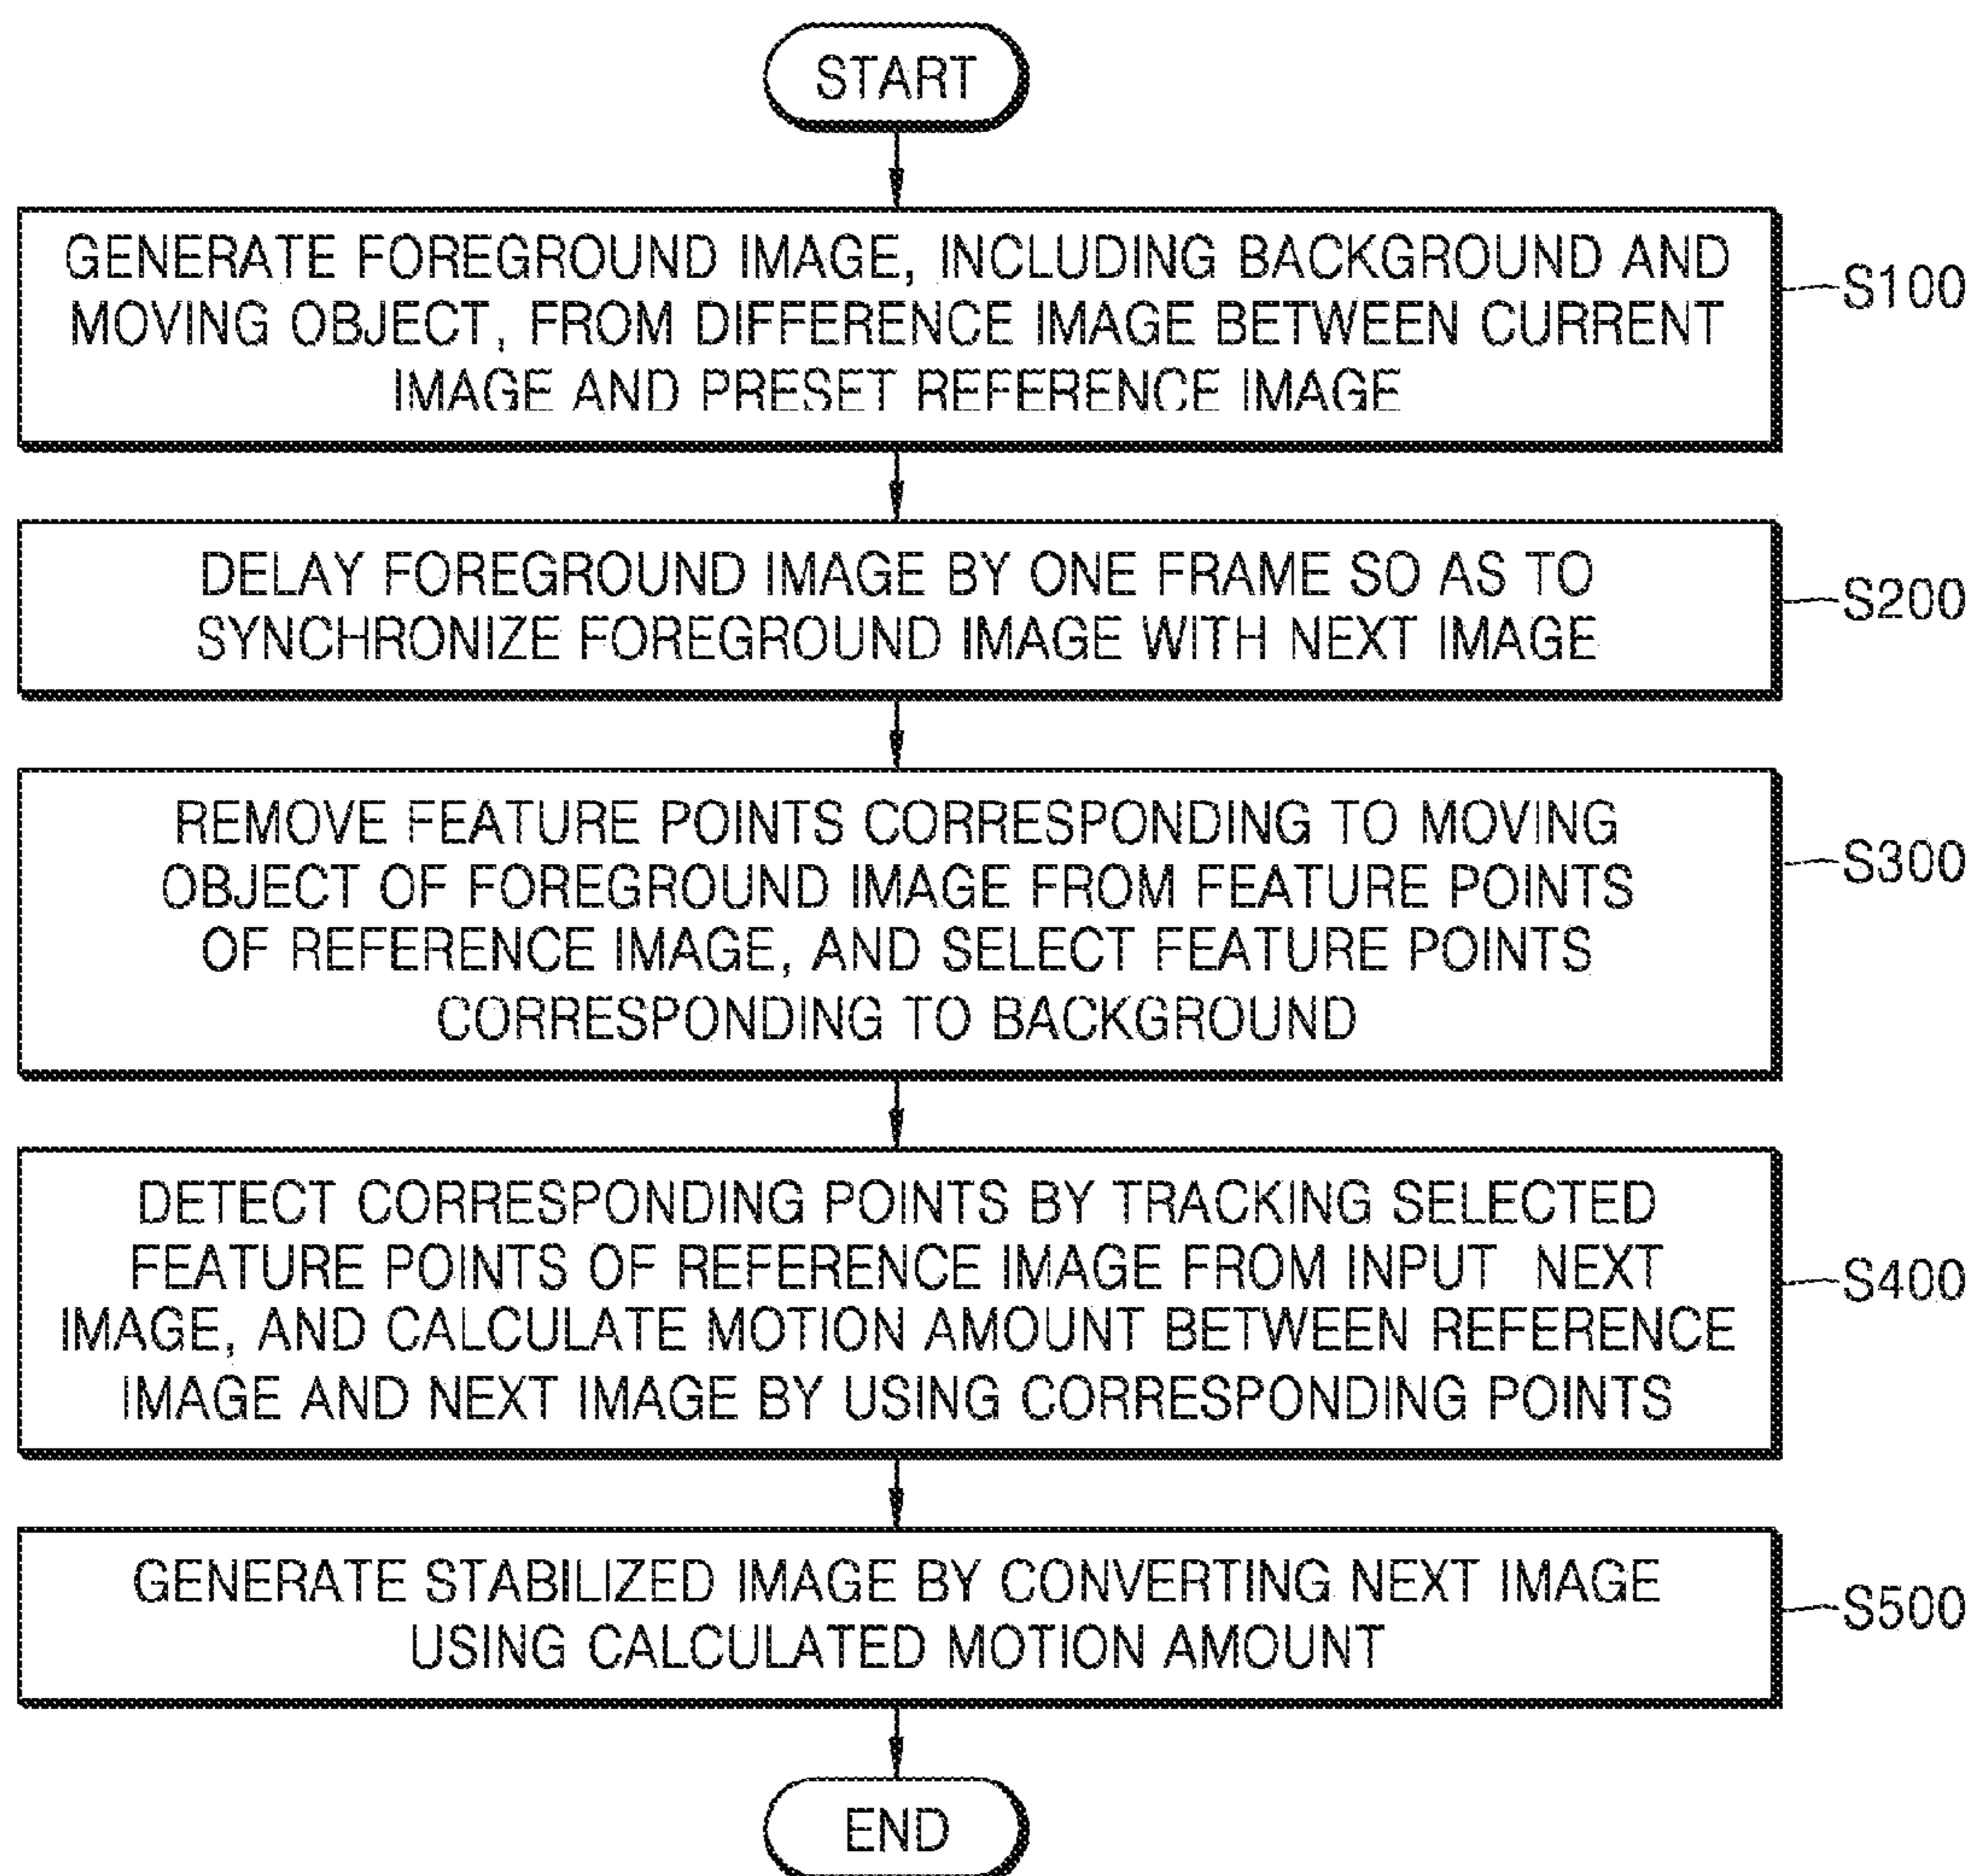 START
GENERATE FOREGROUND IMAGE, INCLUDING BACKGROUND AND
MOVING OBJECT, FROM DIFFERENCE IMAGE BETWEEN CURRENT
IMAGE AND PRESET REFERENCE IMAGE
S100
DELAY FOREGROUND IMAGE BY ONE FRAME SO AS TO
SYNCHRONIZE FOREGROUND IMAGE WITH NEXT IMAGE
S200
REMOVE FEATURE POINTS CORRESPONDING TO MOVING
OBJECT OF FOREGROUND IMAGE FROM FEATURE POINTS
OF REFERENCE IMAGE, AND SELECT FEATURE POINTS
CORRESPONDING TO BACKGROUND
S300
DETECT CORRESPONDING POINTS BY TRACKING SELECTED
FEATURE POINTS OF REFERENCE IMAGE FROM INPUT NEXT
IMAGE, AND CALCULATE MOTION AMOUNT BETWEEN REFERENCE
IMAGE AND NEXT IMAGE BY USING CORRESPONDING POINTS
S400
GENERATE STABILIZED IMAGE BY CONVERTING NEXT IMAGE
USING CALCULATED MOTION AMOUNT
S500
END